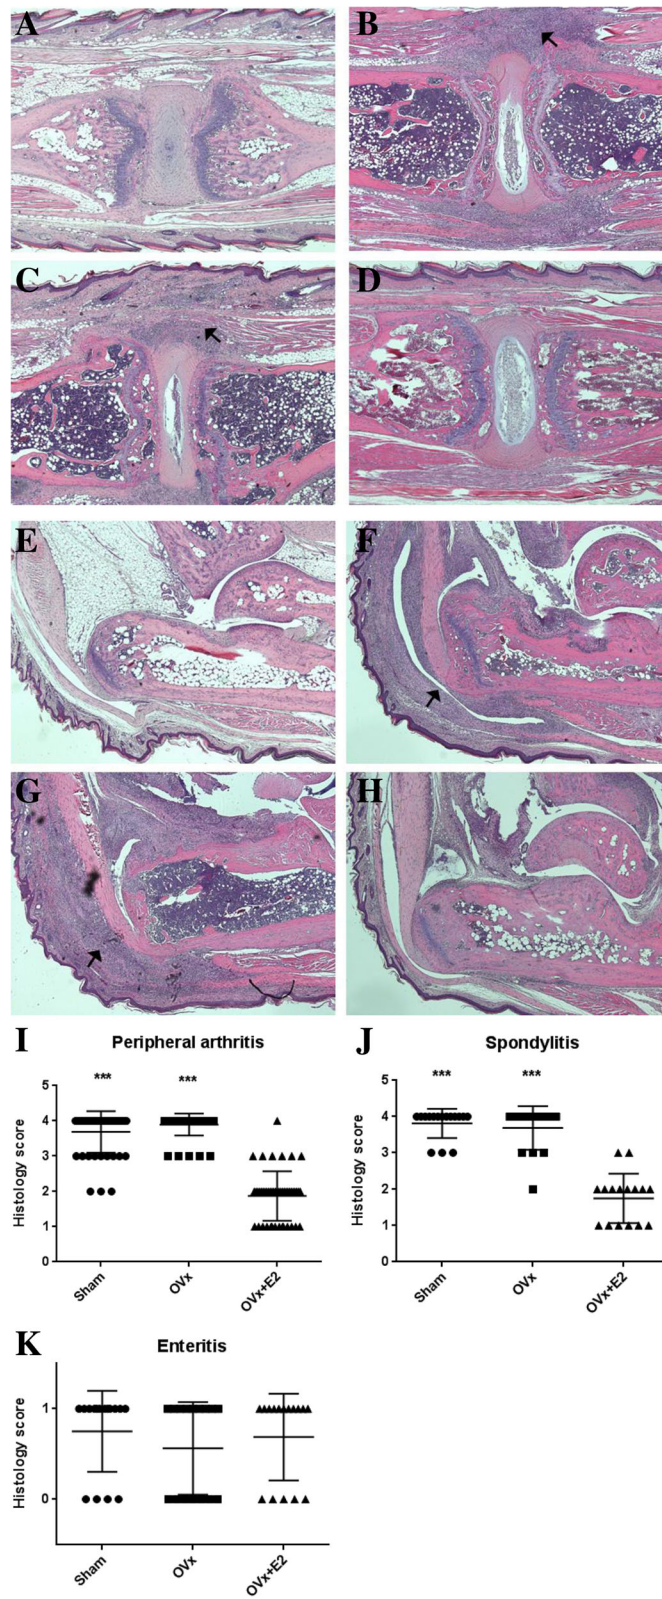 A
B
C
D
E
F
G
H
I
Peripheral arthritis
***
***
5
4
3
2
1
0
Histology score
Sham
OVx
OVx+E2
J
Spondylitis
***
***
5
4
3
2
1
0
Histology score
Sham
OVx
OVx+E2
K
Enteritis
1
0
Histology score
Sham
OVx
OVx+E2